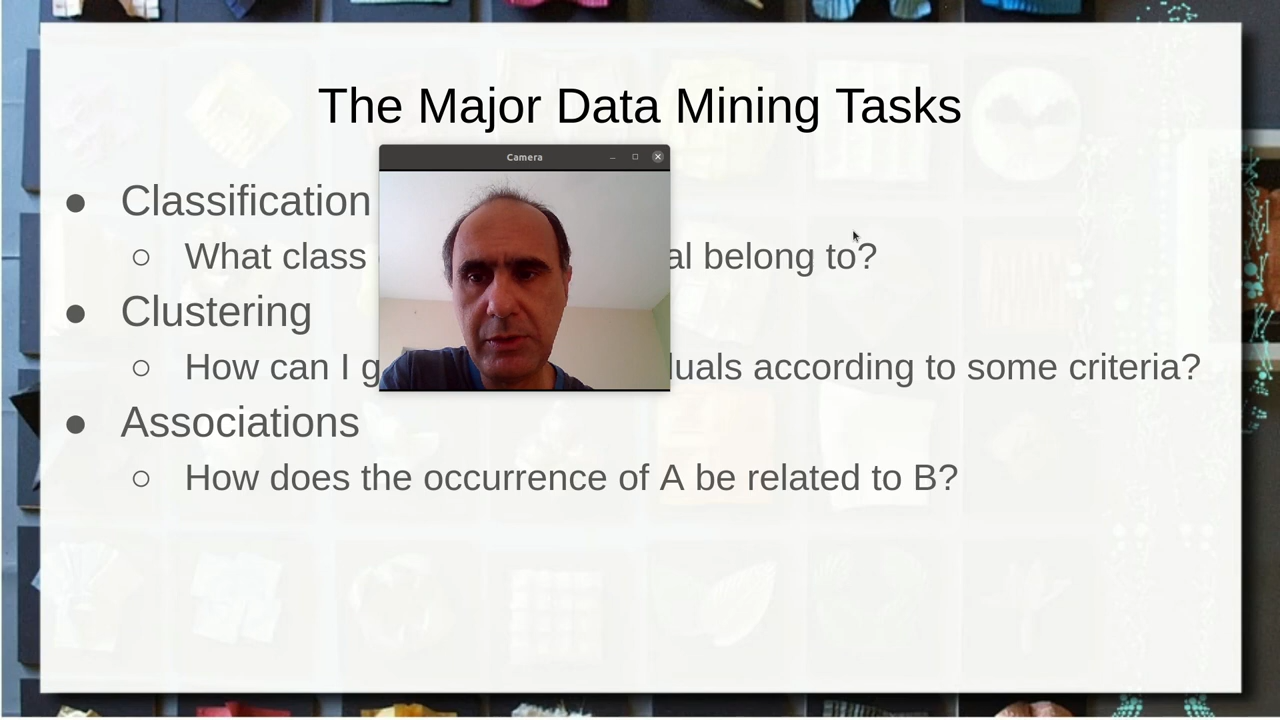 The Major Data Mining Tasks
Camera
● Classification
○ What class al belong to?
● Clustering
○ How can I g luals according to some criteria?
● Associations
○ How does the occurrence of A be related to B?